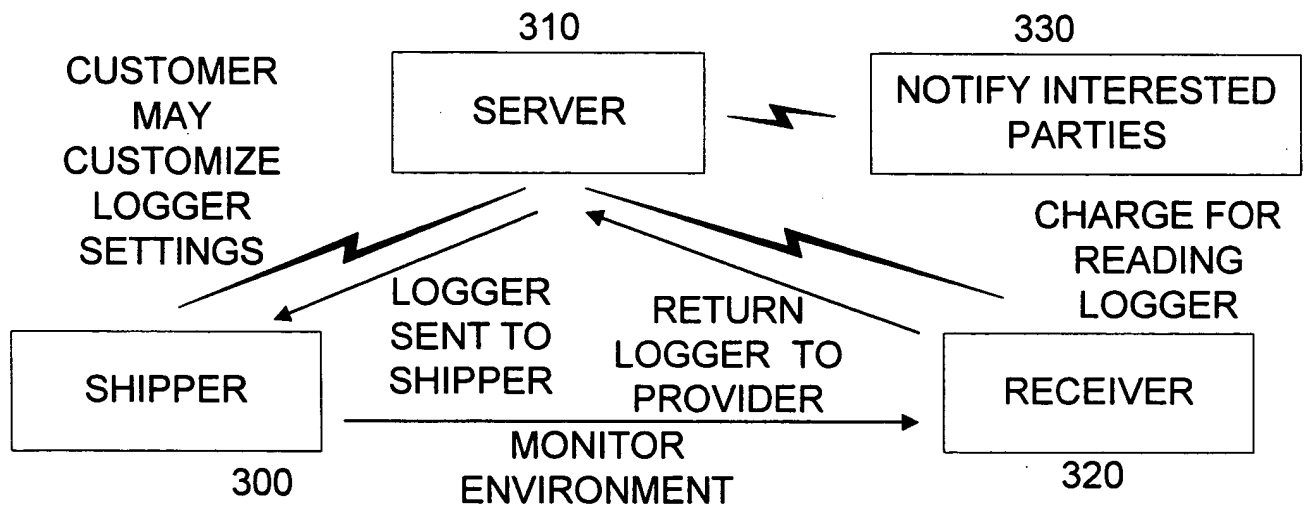 310
330
CUSTOMER
MAY
CUSTOMIZE
LOGGER
SETTINGS
SERVER
NOTIFY INTERESTED
PARTIES
CHARGE FOR
READING
LOGGER
LOGGER
SENT TO
SHIPPER
RETURN
LOGGER TO
PROVIDER
SHIPPER
RECEIVER
MONITOR
ENVIRONMENT
300
320